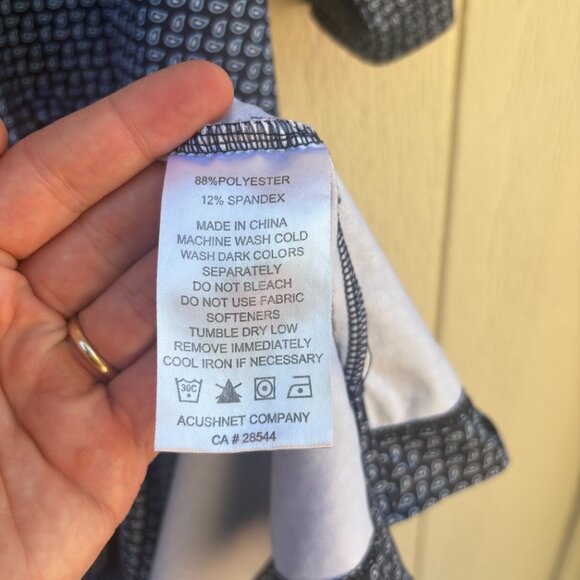 88%POLYESTER
12% SPANDEX
MADE IN CHINA
MACHINE WASH COLD
WASH DARK COLORS
SEPARATELY
DO NOT BLEACH
DO NOT USE FABRIC
SOFTENERS
TUMBLE DRY LOW
REMOVE IMMEDIATELY
COOL IRON IF NECESSARY
30C
ACUSHNET COMPANY
CA # 28544